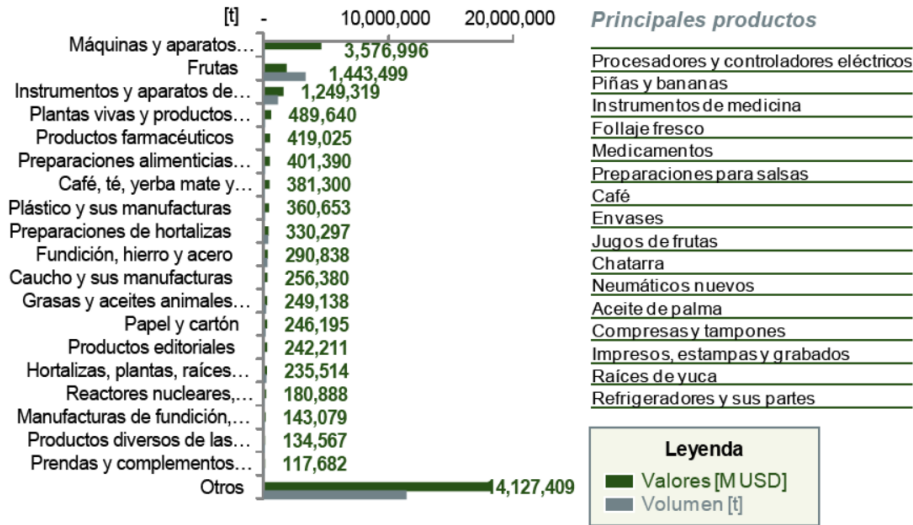 [t]
- 10,000,000 20,000,000
Máquinas y aparatos… 3,576,996
Frutas 1,443,499
Instrumentos y aparatos de… 1,249,319
Plantas vivas y productos… 489,640
Productos farmacéuticos 419,025
Preparaciones alimenticias… 401,390
Café, té, yerba mate y… 381,300
Plástico y sus manufacturas 360,653
Preparaciones de hortalizas 330,297
Fundición, hierro y acero 290,838
Caucho y sus manufacturas 256,380
Grasas y aceites animales… 249,138
Papel y cartón 246,195
Productos editoriales 242,211
Hortalizas, plantas, raíces… 235,514
Reactores nucleares,… 180,888
Manufacturas de fundición,… 143,079
Productos diversos de las… 134,567
Prendas y complementos… 117,682
Otros 14,127,409
Principales productos
Procesadores y controladores eléctricos
Piñas y bananas
Instrumentos de medicina
Follaje fresco
Medicamentos
Preparaciones para salsas
Café
Envases
Jugos de frutas
Chatarra
Neumáticos nuevos
Aceite de palma
Compresas y tampones
Impresos, estampas y grabados
Raíces de yuca
Refrigeradores y sus partes
Leyenda
Valores [M USD]
Volumen [t]